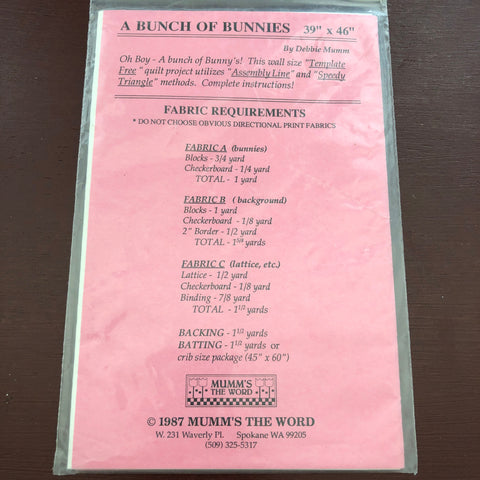 A BUNCH OF BUNNIES 39" x 46"
By Debbie Mumm
Oh Boy - A bunch of Bunny's! This wall size "Template
Free" quilt project utilizes "Assembly Line" and "Speedy
Triangle" methods. Complete instructions!
FABRIC REQUIREMENTS
* DO NOT CHOOSE OBVIOUS DIRECTIONAL PRINT FABRICS
FABRIC A (bunnies)
Blocks - 3/4 yard
Checkerboard - 1/4 yard
TOTAL - 1 yard
FABRIC B (background)
Blocks - 1 yard
Checkerboard - 1/8 yard
2" Border - 1/2 yard
TOTAL - 1 5/8 yards
FABRIC C (lattice, etc.)
Lattice - 1/2 yard
Checkerboard - 1/8 yard
Binding - 7/8 yard
TOTAL - 1 1/2 yards
BACKING - 1 1/2 yards
BATTING - 1 1/2 yards or
crib size package (45" x 60")
MUMM'S
THE WORD
© 1987 MUMM'S THE WORD
W. 231 Waverly Pl. Spokane WA 99205
(509) 325-5317